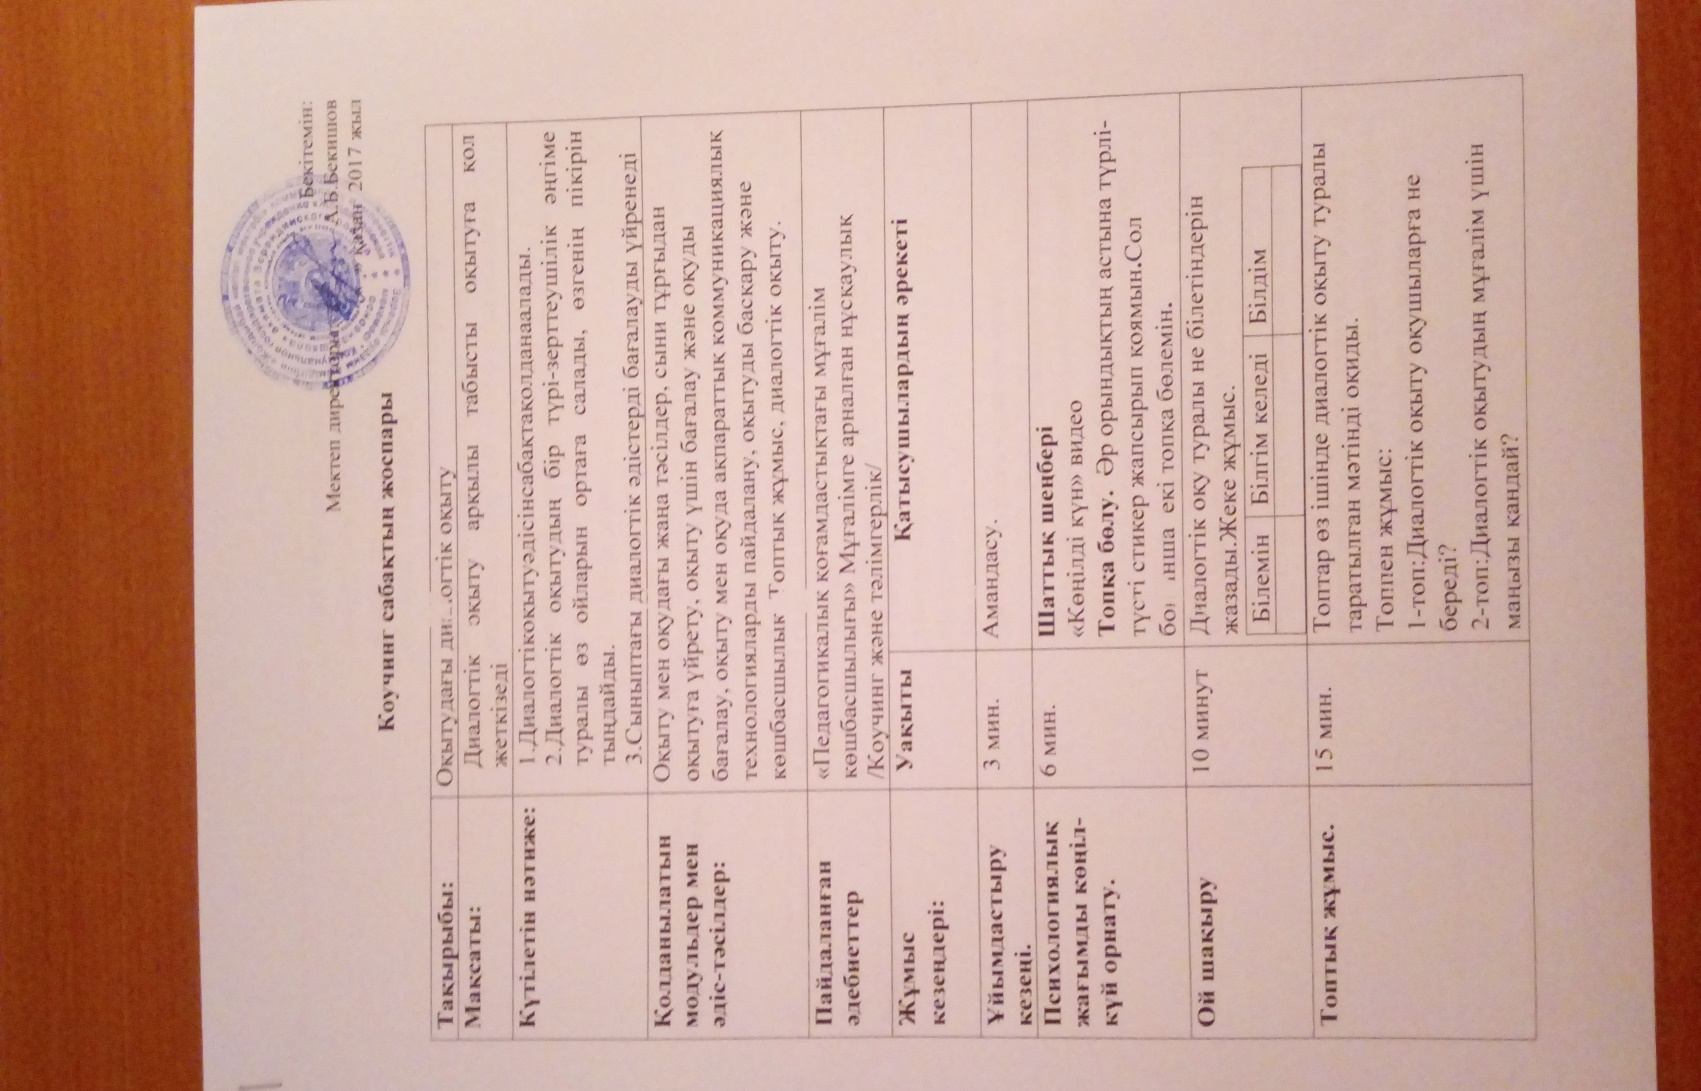 Бекітемін:
Мектеп директоры А.Б.Бекишов
қазан 2017 жыл
Коучинг сабақтың жоспары
Тақырыбы:
Оқытудағы диалогтік оқыту
Мақсаты:
Диалогтік оқыту арқылы табысты оқытуға қол
жеткізеді
Күтілетін нәтиже:
1.Диалогтікоқытуәдісінсабақтақолданаалады.
2.Диалогтік оқытудың бір түрі-зерттеушілік әңгіме
туралы өз ойларын ортаға салады, өзгенің пікірін
тыңдайды.
3.Сыныптағы диалогтік әдістерді бағалауды үйренеді
Қолданылатын
модульдер мен
әдіс-тәсілдер:
Оқыту мен оқудағы жаңа тәсілдер, сыни тұрғыдан
оқытуға үйрету, оқыту үшін бағалау және оқуды
бағалау, оқыту мен оқуда ақпараттық коммуникациялық
технологияларды пайдалану, оқытуды басқару және
көшбасшылық Топтық жұмыс, диалогтік оқыту.
Пайдаланған
әдебиеттер
«Педагогикалық қоғамдастықтағы мұғалім
көшбасшылығы» Мұғалімге арналған нұсқаулық
/Коучинг және тәлімгерлік/
Жұмыс
кезеңдері:
Уақыты
Қатысушылардың әрекеті
Ұйымдастыру
кезеңі.
3 мин.
Амандасу.
Психологиялық
жағымды көңіл-
күй орнату.
6 мин.
Шаттық шеңбері
«Көңілді күн» видео
Топқа бөлу. Әр орындықтың астына түрлі-
түсті стикер жапсырып қоямын.Сол
екі топқа бөлемін.
Ой шақыру
10 минут
Диалогтік оқу туралы не білетіндерін
жазады.Жеке жұмыс.
Білемін Білгім келеді Білдім
Топтық жұмыс.
15 мин.
Топтар өз ішінде диалогтік оқыту туралы
таратылған мәтінді оқиды.
Топпен жұмыс:
1-топ:Диалогтік оқыту оқушыларға не
береді?
2-топ:Диалогтік оқытудың мұғалім үшін
маңызы қандай?